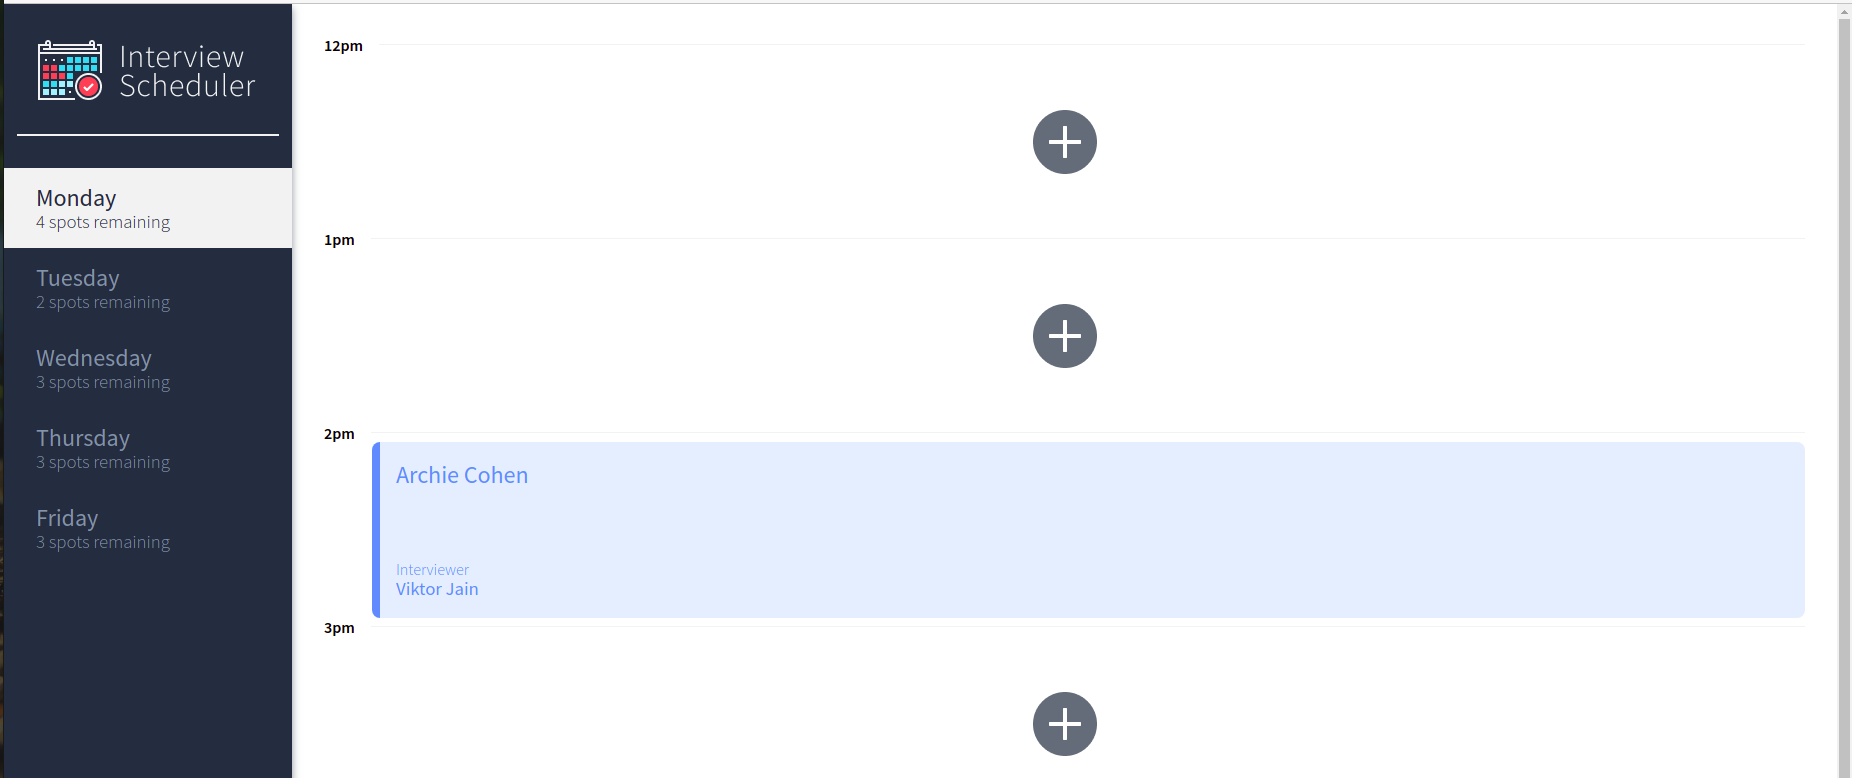 Interview
Scheduler
Monday
4 spots remaining
Tuesday
2 spots remaining
Wednesday
3 spots remaining
Thursday
3 spots remaining
Friday
3 spots remaining
12pm
1pm
2pm
Archie Cohen
Interviewer
Viktor Jain
3pm